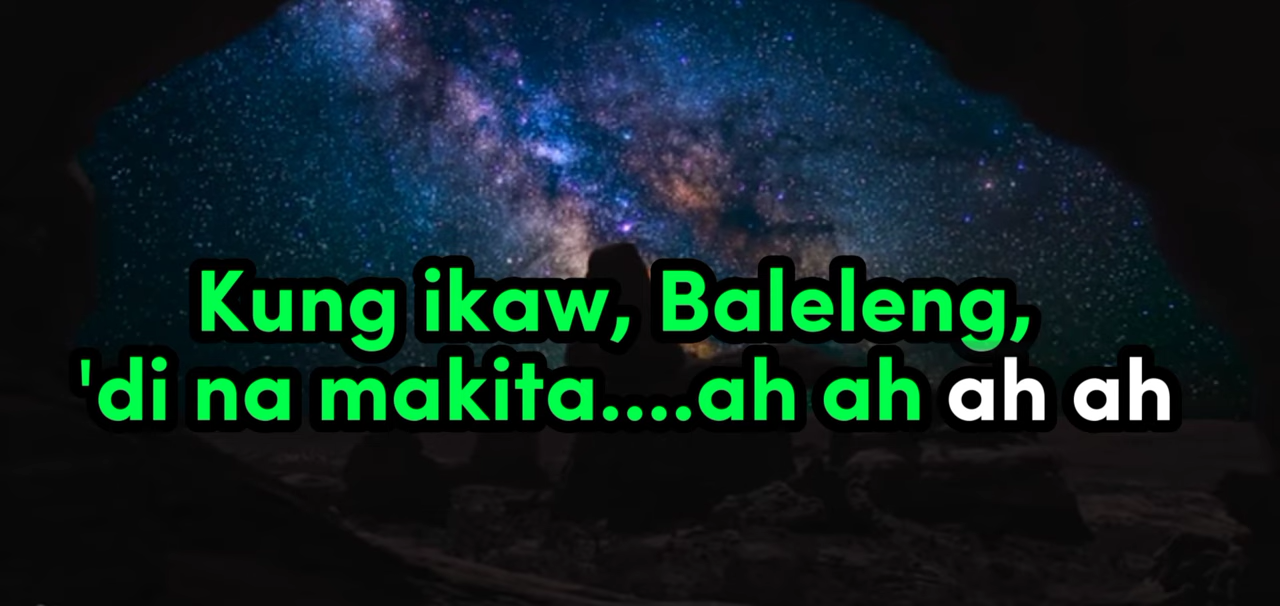 Kung ikaw, Baleleng,
'di na makita....ah ah ah ah